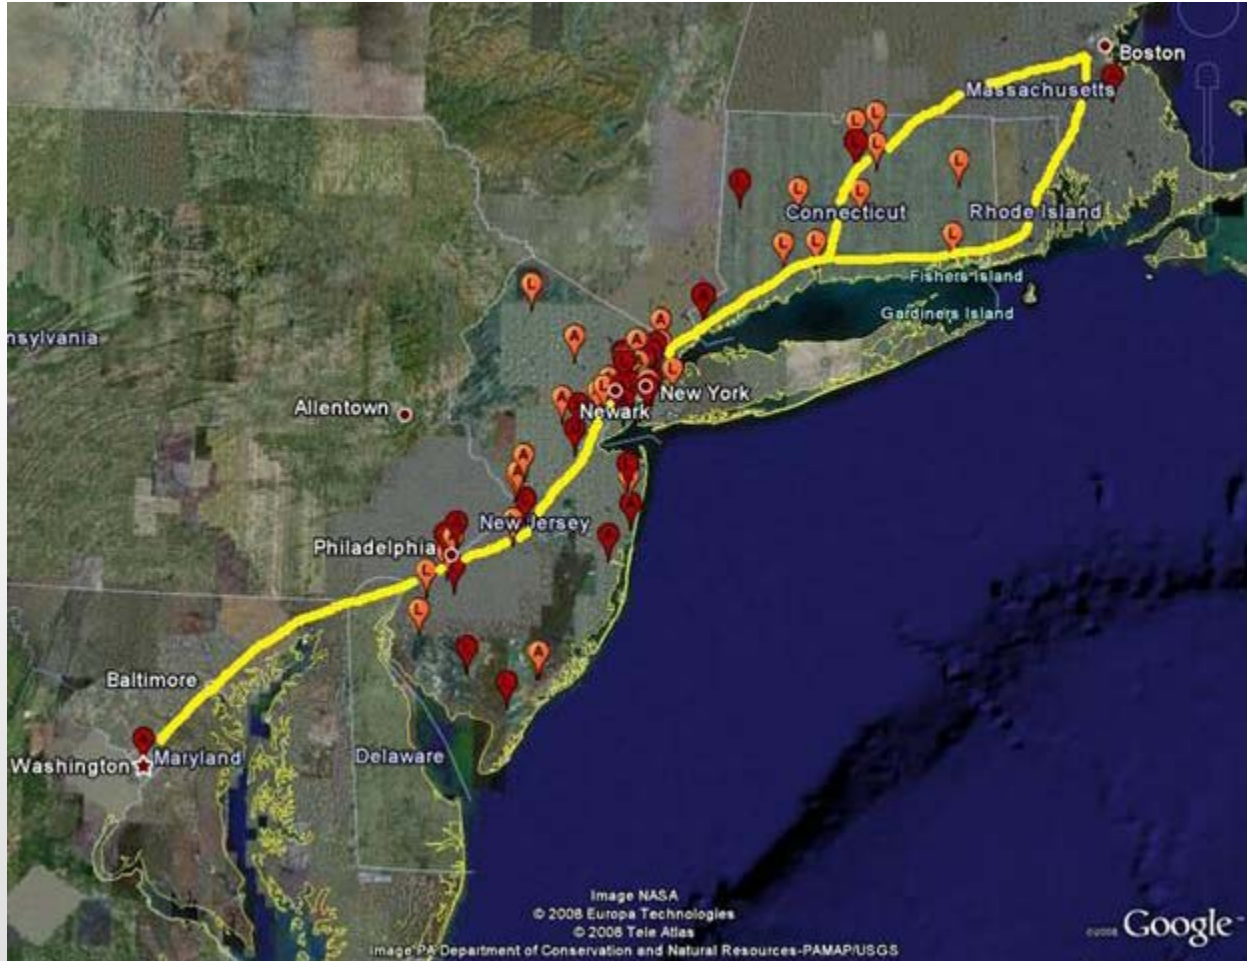 Boston
Massachusetts
Connecticut
Rhode Island
Fishers Island
Gardiners Island
nsylvania
Allentown
New York
Newark
New Jersey
Philadelphia
Baltimore
Maryland
Washington
Delaware
L
L
L
L
L
L
L
L
L
L
A
A
A
A
L
A
A
L
L
A
Image NASA
© 2008 Europa Technologies
© 2008 Tele Atlas
Image PA Department of Conservation and Natural Resources-PAMAP/USGS
©2008 Google